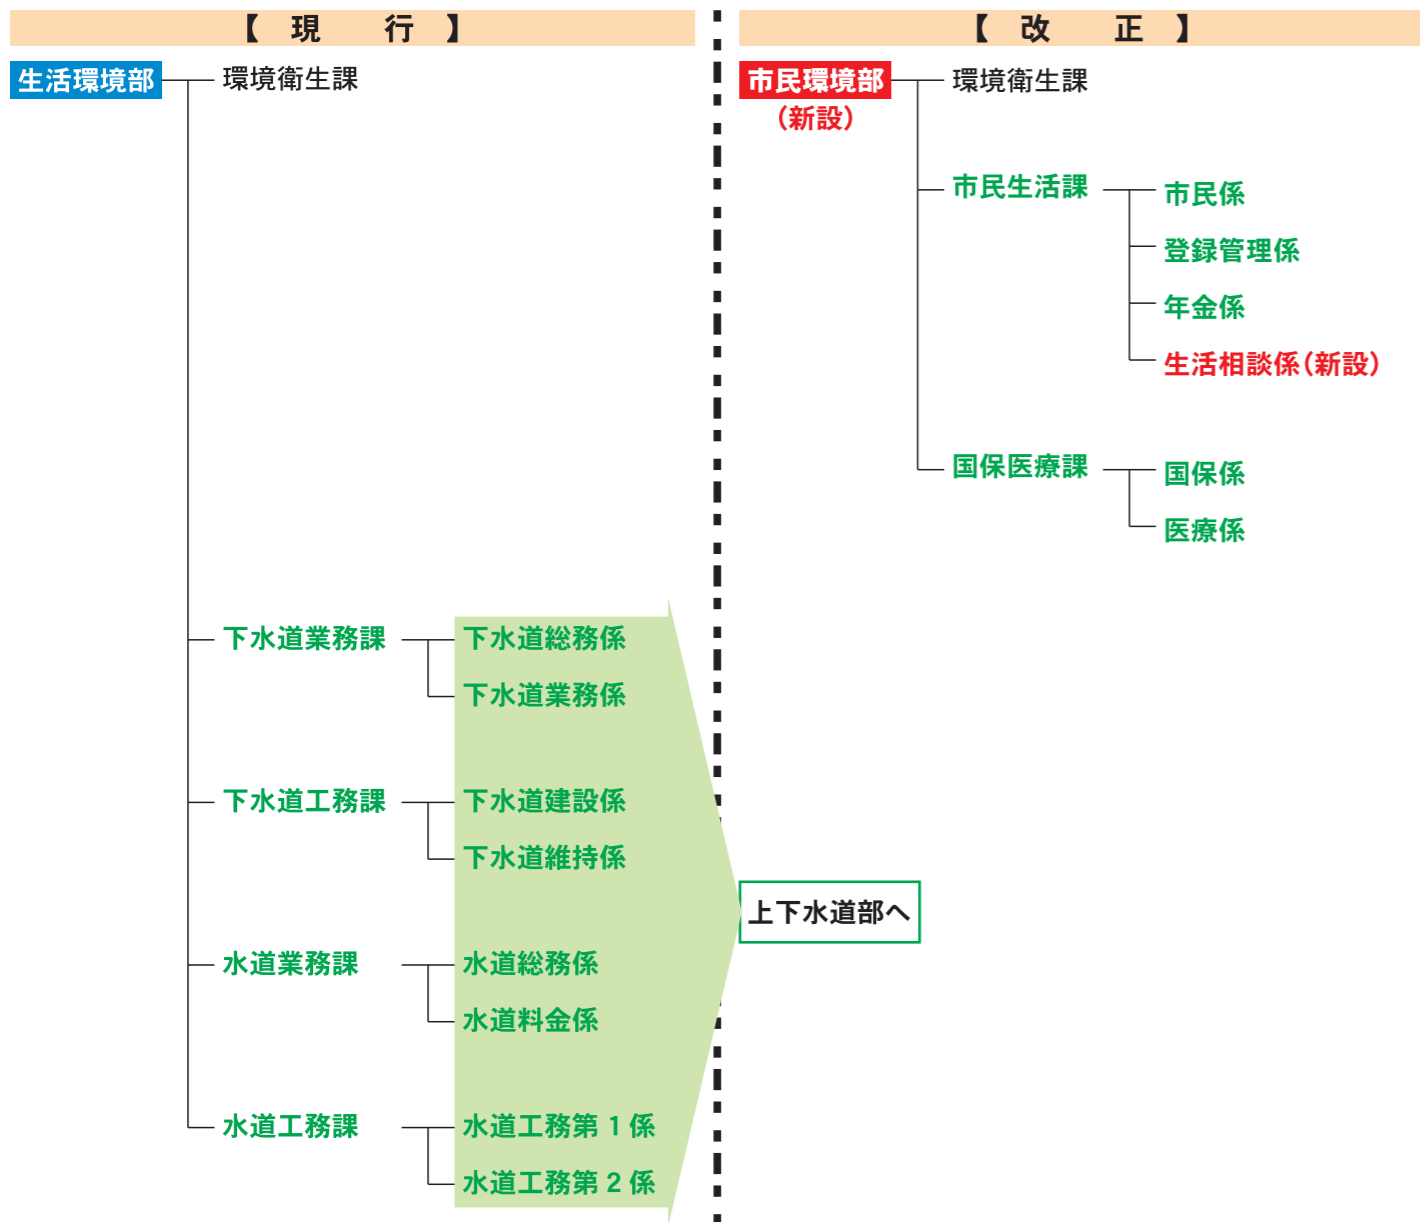 【　現　　行　】
生活環境部
環境衛生課
下水道業務課
下水道総務係
下水道業務係
下水道工務課
下水道建設係
下水道維持係
水道業務課
水道総務係
水道料金係
水道工務課
水道工務第１係
水道工務第２係
【　改　　正　】
市民環境部
（新設）
環境衛生課
市民生活課
市民係
登録管理係
年金係
生活相談係（新設）
国保医療課
国保係
医療係
上下水道部へ